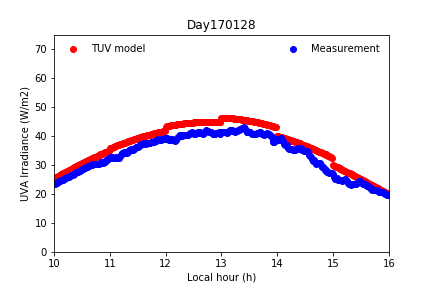 Day170128
TUV model
Measurement
UVA Irradiance (W/m2)
70
60
50
40
30
20
10
0
10 11 12 13 14 15 16
Local hour (h)